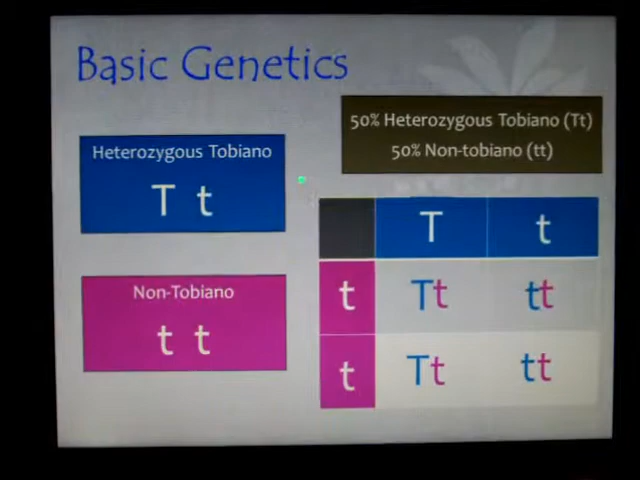 Basic Genetics
50% Heterozygous Tobiano (Tt)
50% Non-tobiano (tt)
Heterozygous Tobiano
T t
Non-Tobiano
t t
T t
t Tt tt
t Tt tt